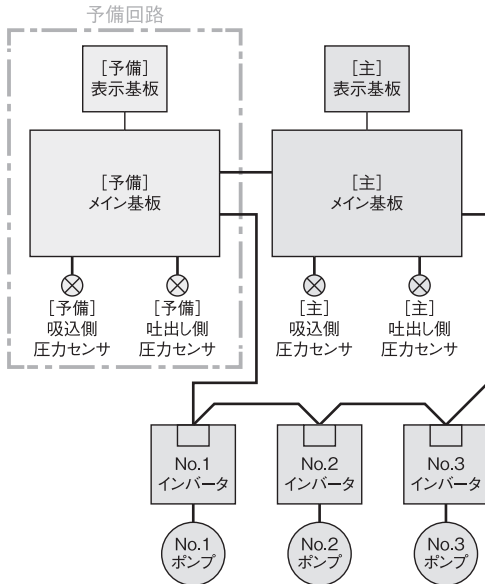 予備回路
[予備]
表示基板
[主]
表示基板
[予備]
メイン基板
[主]
メイン基板
[予備]
吸込側
圧力センサ
[予備]
吐出し側
圧力センサ
[主]
吸込側
圧力センサ
[主]
吐出し側
圧力センサ
No.1
インバータ
No.2
インバータ
No.3
インバータ
No.1
ポンプ
No.2
ポンプ
No.3
ポンプ